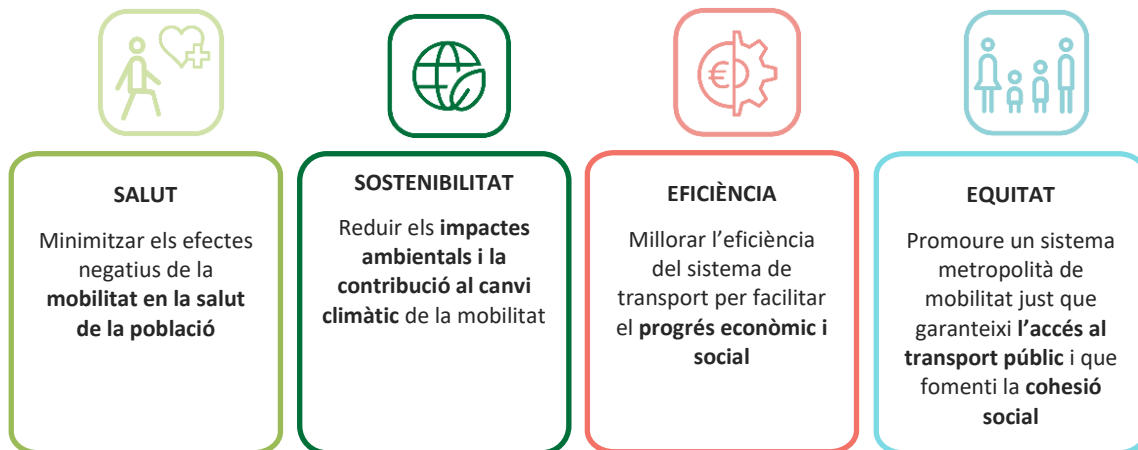 SALUT
Minimitzar els efectes
negatius de la
mobilitat en la salut
de la població
SOSTENIBILITAT
Reduir els impactes
ambientals i la
contribució al canvi
climàtic de la mobilitat
EFICIÈNCIA
Millorar l’eficiència
del sistema de
transport per facilitar
el progrés econòmic i
social
EQUITAT
Promoure un sistema
metropolità de
mobilitat just que
garanteixi l’accés al
transport públic i que
fomenti la cohesió
social